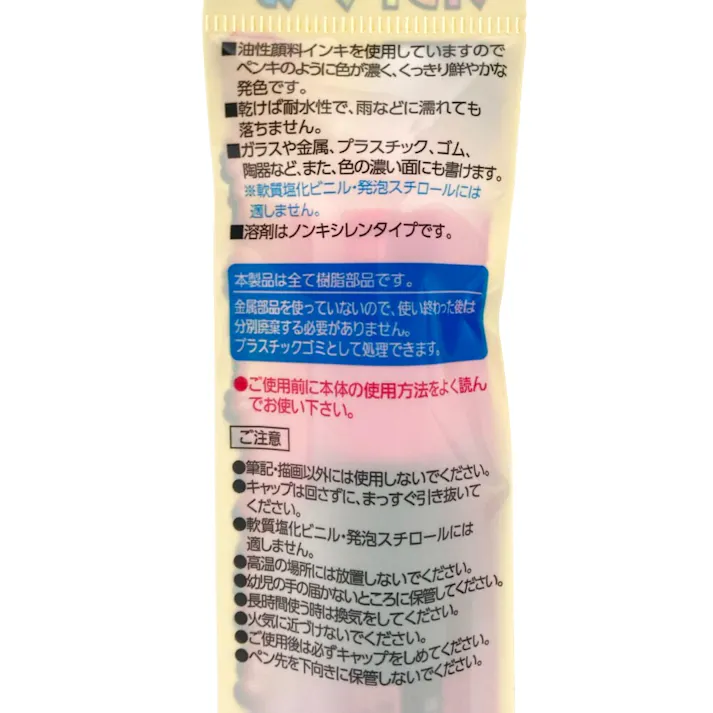 ■油性顔料インキを使用していますので
ペンキのように色が濃く、くっきり鮮やかな
発色です。
■乾けば耐水性で、雨などに濡れても
落ちません。
■ガラスや金属、プラスチック、ゴム、
陶器など、また、色の濃い面にも書けます。
※軟質塩化ビニル・発泡スチロールには
適しません。
■溶剤はノンキシレンタイプです。
本製品は全て樹脂部品です。
金属部品を使っていないので、使い終わった後は
分別廃棄する必要がありません。
プラスチックゴミとして処理できます。
●ご使用前に本体の使用方法をよく読ん
でお使い下さい。
ご注意
●筆記・描画以外には使用しないでください。
●キャップは回さずに、まっすぐ引き抜いて
ください。
●軟質塩化ビニル・発泡スチロールには
適しません。
●高温の場所には放置しないでください。
●幼児の手の届かないところに保管してください。
●長時間使う時は換気をしてください。
●火気に近づけないでください。
●ご使用後は必ずキャップをしめてください。
●ペン先を下向きに保管しないでください。